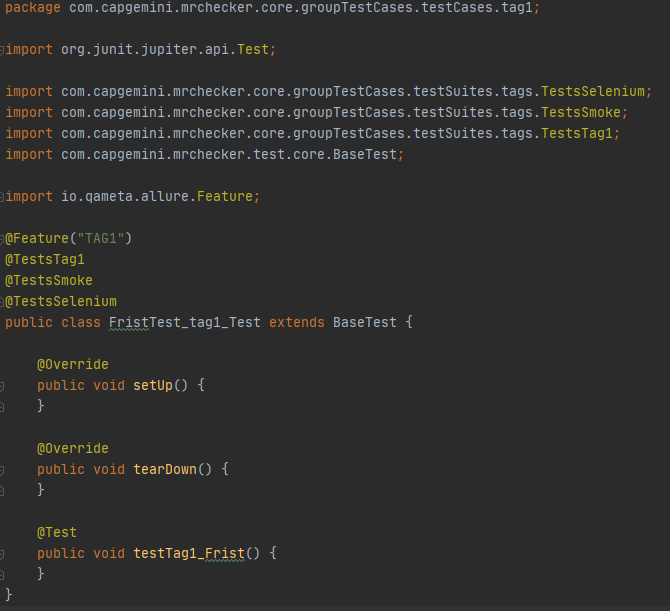 package com.capgemini.mrchecker.core.groupTestCases.testCases.tag1;
import org.junit.jupiter.api.Test;
import com.capgemini.mrchecker.core.groupTestCases.testSuites.tags.TestsSelenium;
import com.capgemini.mrchecker.core.groupTestCases.testSuites.tags.TestsSmoke;
import com.capgemini.mrchecker.core.groupTestCases.testSuites.tags.TestsTag1;
import com.capgemini.mrchecker.test.core.BaseTest;
import io.qameta.allure.Feature;
@Feature("TAG1")
@TestsTag1
@TestsSmoke
@TestsSelenium
public class FristTest_tag1_Test extends BaseTest {
@Override
public void setUp() {
}
@Override
public void tearDown() {
}
@Test
public void testTag1_Frist() {
}
}